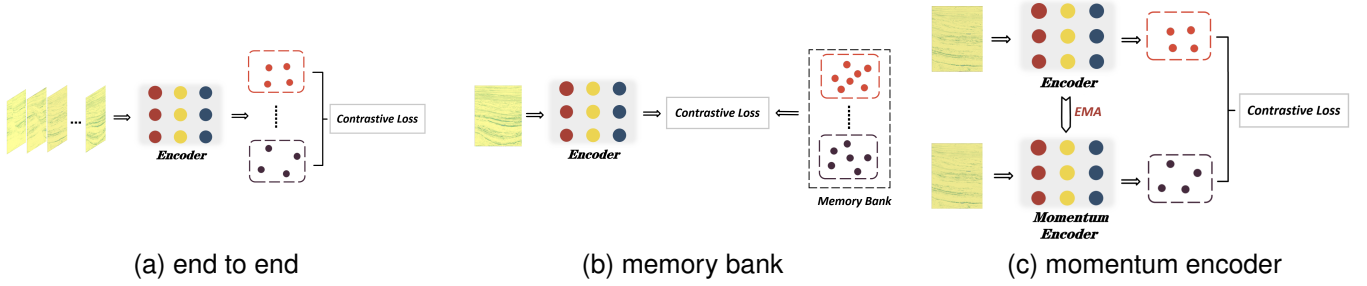 ...
Encoder
Contrastive Loss
(a) end to end
Encoder
Contrastive Loss
Memory Bank
(b) memory bank
Encoder
EMA
Contrastive Loss
Momentum
Encoder
(c) momentum encoder